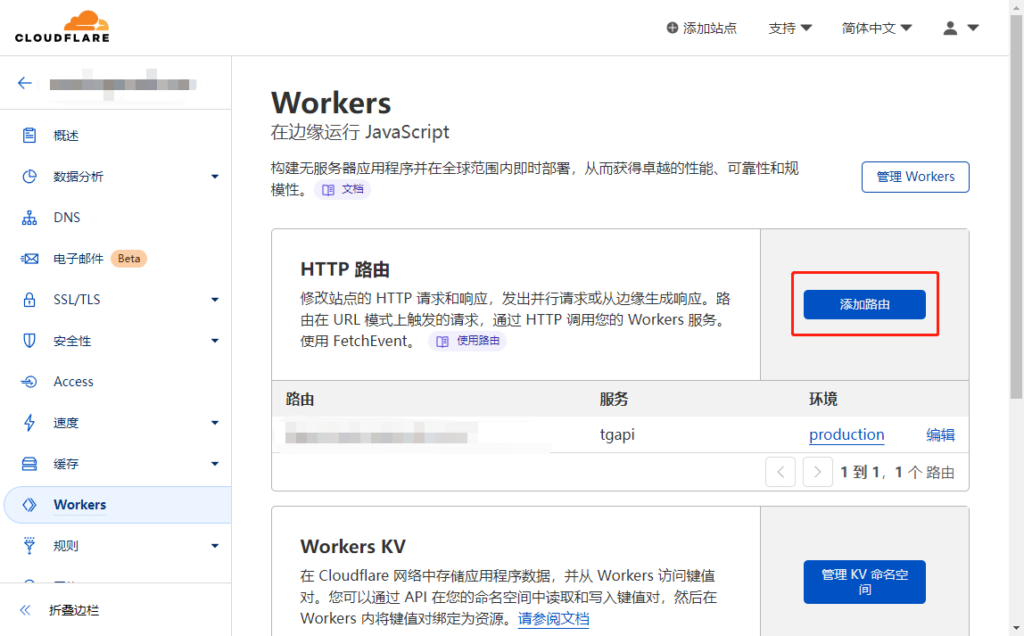 CLOUDFLARE
添加站点
支持
简体中文
概述
数据分析
DNS
电子邮件 Beta
SSL/TLS
安全性
Access
速度
缓存
Workers
规则
折叠边栏
Workers
在边缘运行 JavaScript
构建无服务器应用程序并在全球范围内即时部署，从而获得卓越的性能、可靠性和规
模性。 文档
管理 Workers
HTTP 路由
修改站点的 HTTP 请求和响应，发出并行请求或从边缘生成响应。路
由在 URL 模式上触发的请求，通过 HTTP 调用您的 Workers 服务。
使用 FetchEvent。 使用路由
添加路由
路由 服务 环境
tgapi production 编辑
1 到 1，1 个 路由
Workers KV
在 Cloudflare 网络中存储应用程序数据，并从 Workers 访问键值
对。您可以通过 API 在您的命名空间中读取和写入键值对，然后在
Workers 内将键值对绑定为资源。请参阅文档
管理 KV 命名空
间